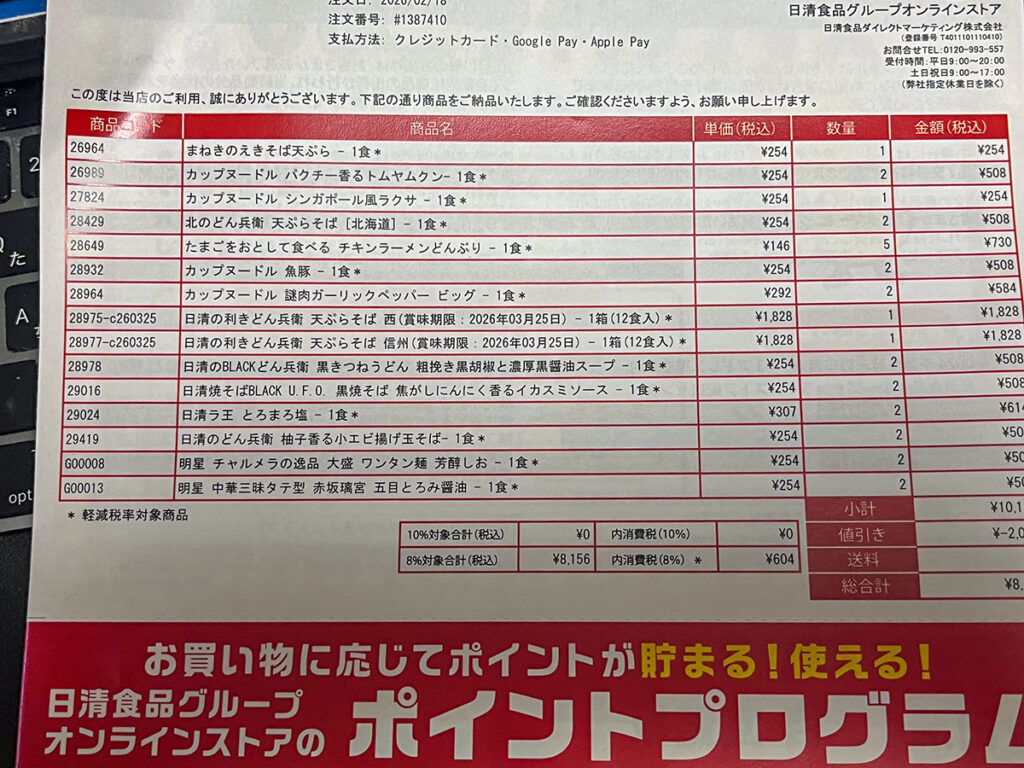 注文日: 2026/02/18
注文番号: #1387410
支払方法: クレジットカード・Google Pay・Apple Pay
日清食品グループオンラインストア
日清食品ダイレクトマーケティング株式会社
(登録番号 T4011101110410)
お問合せTEL:0120-993-557
受付時間:平日9:00~20:00
土日祝日9:00~17:00
(弊社指定休業日を除く)
この度は当店のご利用、誠にありがとうございます。下記の通り商品をご納品いたします。ご確認くださいますよう、お願い申し上げます。
商品コード 商品名 単価(税込) 数量 金額(税込)
26964 まねきのえきそば天ぷら - 1食* ¥254 1 ¥254
26989 カップヌードル パクチー香るトムヤムクン- 1食* ¥254 2 ¥508
27824 カップヌードル シンガポール風ラクサ - 1食* ¥254 1 ¥254
28429 北のどん兵衛 天ぷらそば [北海道] - 1食* ¥254 2 ¥508
28649 たまごをおとして食べる チキンラーメンどんぶり - 1食* ¥146 5 ¥730
28932 カップヌードル 魚豚 - 1食* ¥254 2 ¥508
28964 カップヌードル 謎肉ガーリックペッパー ビッグ - 1食* ¥292 2 ¥584
28975-c260325 日清の利きどん兵衛 天ぷらそば 西(賞味期限:2026年03月25日) - 1箱(12食入)* ¥1,828 1 ¥1,828
28977-c260325 日清の利きどん兵衛 天ぷらそば 信州(賞味期限:2026年03月25日) - 1箱(12食入)* ¥1,828 1 ¥1,828
28978 日清のBLACKどん兵衛 黒きつねうどん 粗挽き黒胡椒と濃厚黒醤油スープ - 1食* ¥254 2 ¥508
29016 日清焼そばBLACK U.F.O. 黒焼そば 焦がしにんにく香るイカスミソース - 1食* ¥254 2 ¥508
29024 日清ラ王 とろまろ塩 - 1食* ¥307 2 ¥614
29419 日清のどん兵衛 柚子香る小エビ揚げ玉そば- 1食* ¥254 2 ¥50
G00008 明星 チャルメラの逸品 大盛 ワンタン麺 芳醇しお - 1食* ¥254 2 ¥50
G00013 明星 中華三昧タテ型 赤坂璃宮 五目とろみ醤油 - 1食* ¥254 2 ¥50
* 軽減税率対象商品
小計 ¥10,1
10%対象合計(税込) ¥0 内消費税(10%) ¥0
値引き ¥-2,0
8%対象合計(税込) ¥8,156 内消費税(8%) * ¥604
送料
総合計 ¥8,
お買い物に応じてポイントが貯まる!使える!
日清食品グループ
オンラインストアの
ポイントプログラム
F1
2
た
A
opt